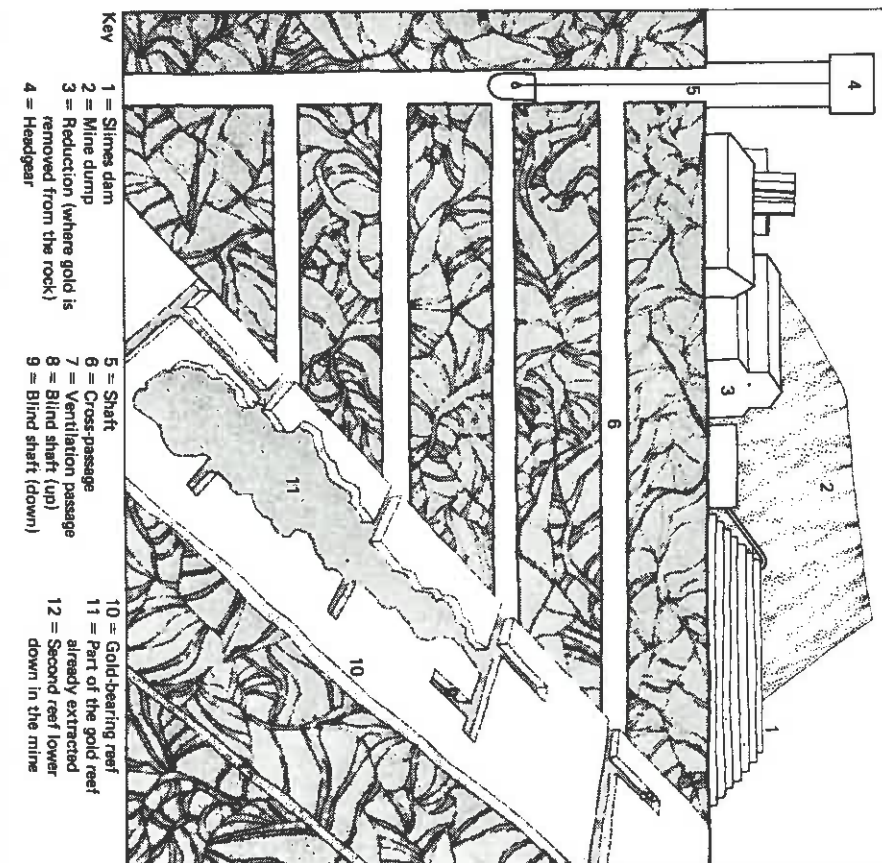 4
2
1
3
5
6
11
10
Key
1 = Slimes dam
2 = Mine dump
3 = Reduction (where gold is
removed from the rock)
4 = Headgear
5 = Shaft
6 = Cross-passage
7 = Ventilation passage
8 = Blind shaft (up)
9 = Blind shaft (down)
10 = Gold-bearing reef
11 = Part of the gold reef
already extracted
12 = Second reef lower
down in the mine